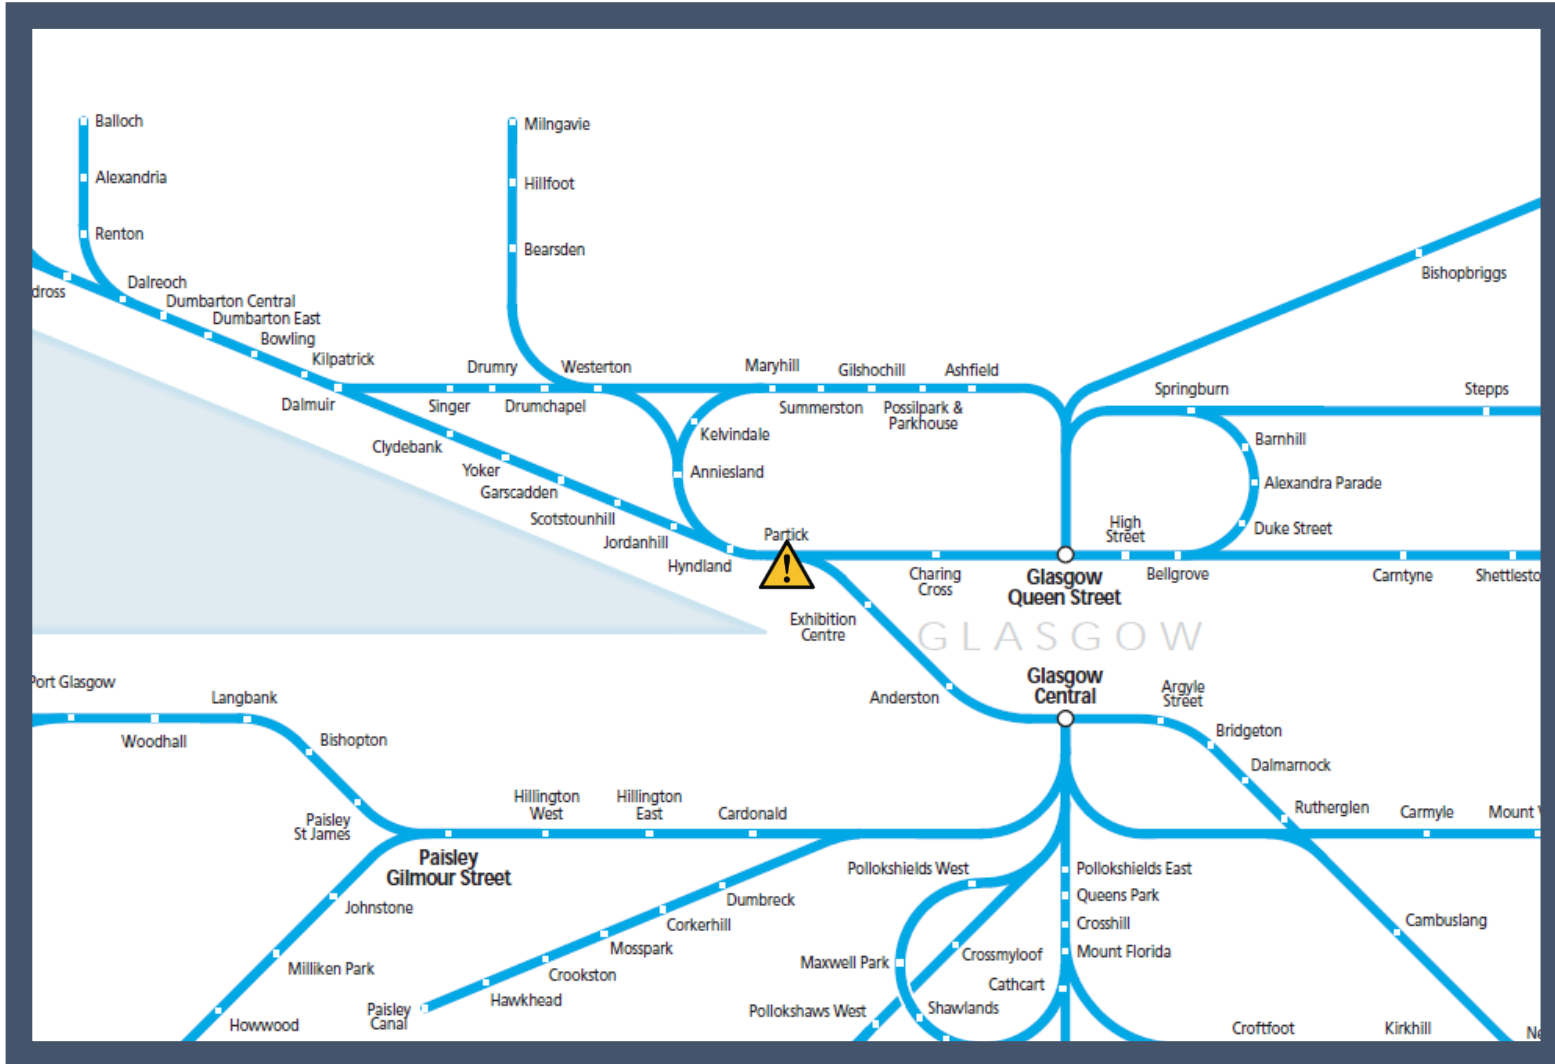 Balloch
Milngavie
Alexandria
Hillfoot
Renton
Bearsden
Bishopbriggs
dross
Dalreoch
Dumbarton Central
Dumbarton East
Bowling
Kilpatrick
Drumry
Westerton
Maryhill
Gilshochill
Ashfield
Springburn
Stepps
Dalmuir
Singer
Drumchapel
Summerston
Possilpark &
Parkhouse
Clydebank
Kelvindale
Barnhill
Yoker
Anniesland
Alexandra Parade
Garscadden
Scotstounhill
High
Street
Duke Street
Jordanhill
Partick
Hyndland
Charing
Cross
Glasgow
Queen Street
Bellgrove
Carntyne
Shettlesto
Exhibition
Centre
GLASGOW
Port Glasgow
Langbank
Anderston
Glasgow
Central
Argyle
Street
Woodhall
Bishopton
Bridgeton
Dalmarnock
Paisley
St James
Hillington
West
Hillington
East
Cardonald
Rutherglen
Carmyle
Mount V
Paisley
Gilmour Street
Pollokshields West
Pollokshields East
Johnstone
Dumbreck
Queens Park
Corkerhill
Crosshill
Cambuslang
Mosspark
Crossmyloof
Mount Florida
Milliken Park
Crookston
Maxwell Park
Cathcart
Hawkhead
Paisley
Canal
Pollokshaws West
Shawlands
Howwood
Croftfoot
Kirkhill
Ne